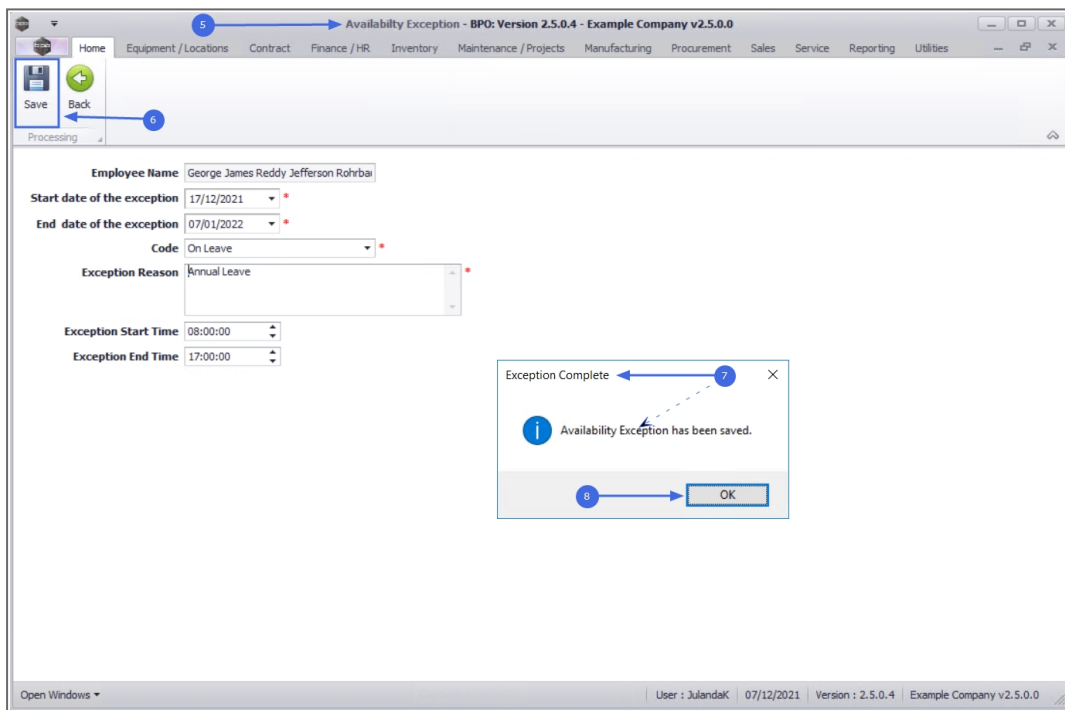 5
Availabilty Exception - BPO: Version 2.5.0.4 - Example Company v2.5.0.0
bpo Home Equipment / Locations Contract Finance / HR Inventory Maintenance / Projects Manufacturing Procurement Sales Service Reporting Utilities
Save Back
6
Processing
Employee Name George James Reddy Jefferson Rohrba
Start date of the exception 17/12/2021 *
End date of the exception 07/01/2022 *
Code On Leave *
Exception Reason Annual Leave *
Exception Start Time 08:00:00
Exception End Time 17:00:00
Exception Complete 7
Availability Exception has been saved.
8 OK
Open Windows User : JulandaK 07/12/2021 Version : 2.5.0.4 Example Company v2.5.0.0